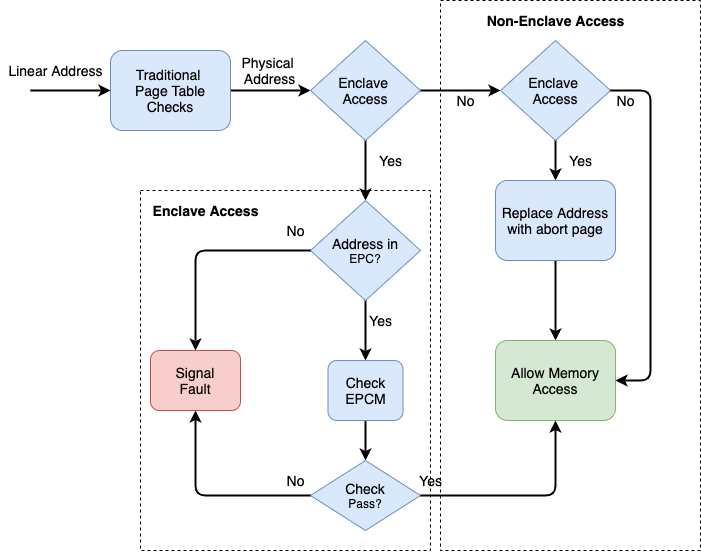 Non-Enclave Access
Linear Address
Traditional
Page Table
Checks
Physical
Address
Enclave
Access
No
Enclave
Access
No
Yes
Yes
Enclave Access
Replace Address
with abort page
No
Address in
EPC?
Yes
Signal
Fault
Check
EPCM
Allow Memory
Access
No
Check
Pass?
Yes